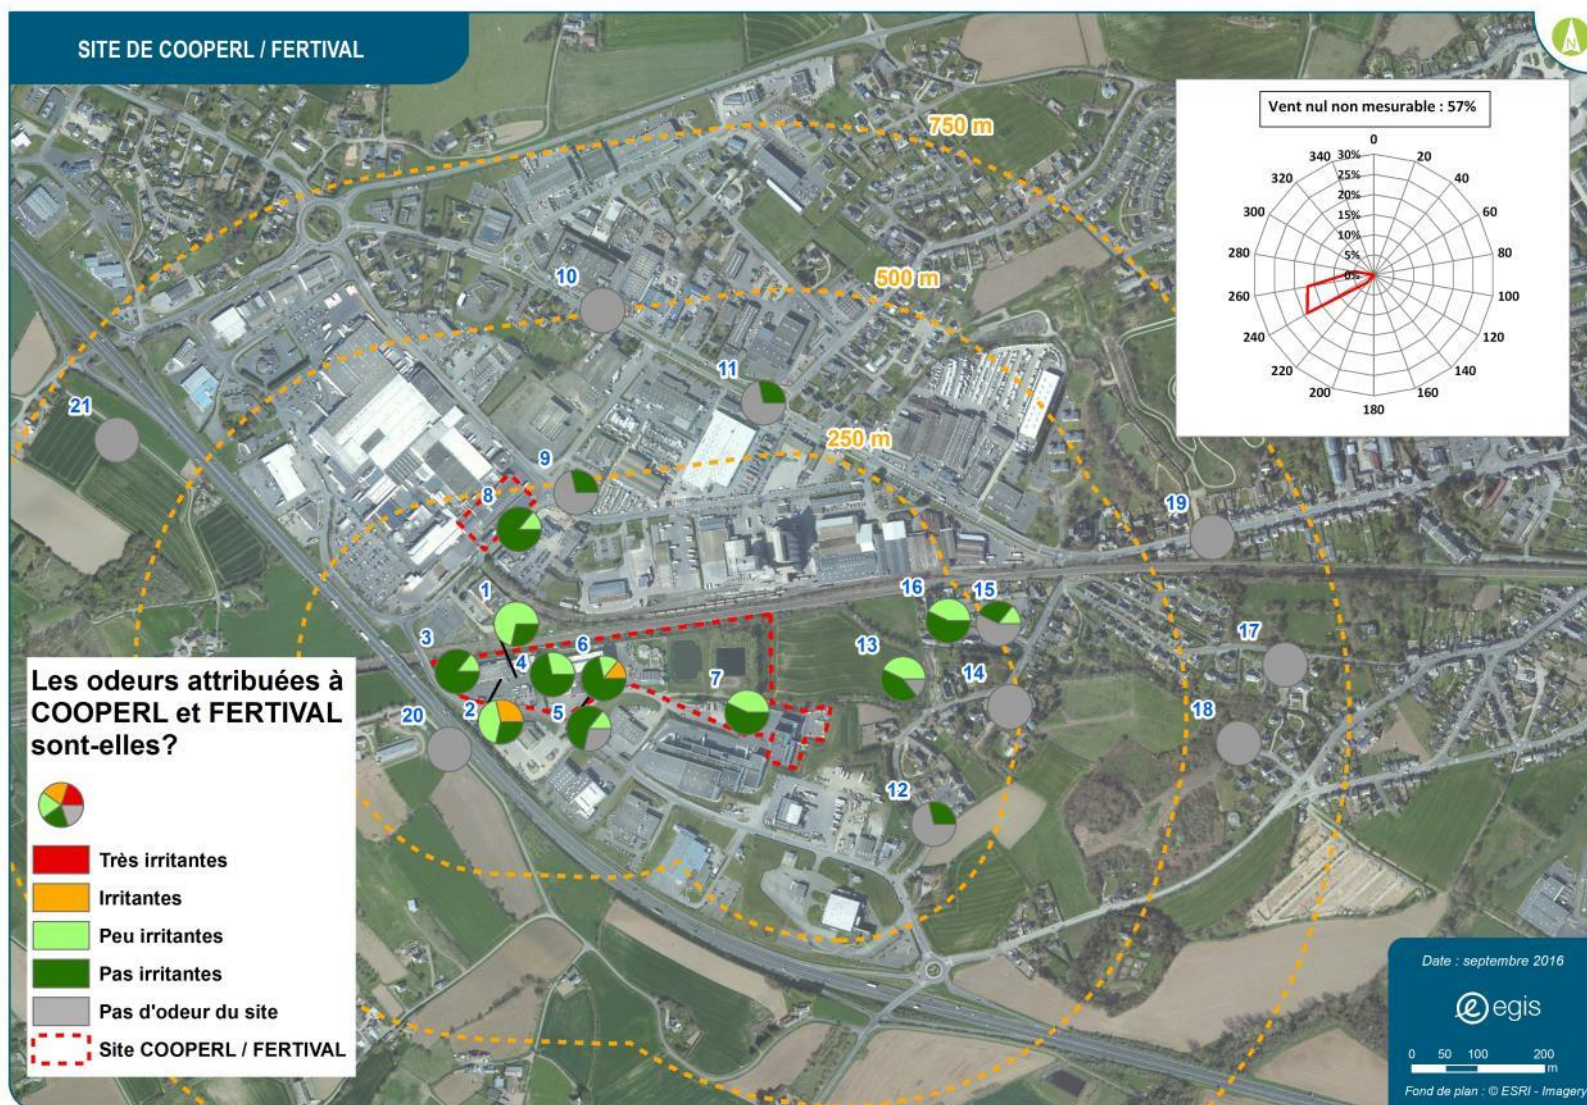 SITE DE COOPERL / FERTIVAL
N
Vent nul non mesurable : 57%
0
20
40
60
80
100
120
140
160
180
200
220
240
260
280
300
320
340
30%
25%
20%
15%
10%
5%
0%
750 m
500 m
250 m
10
11
21
9
8
19
1
16
15
3
6
4
13
17
7
14
2
5
20
18
12
Les odeurs attribuées à
COOPERL et FERTIVAL
sont-elles?
Très irritantes
Irritantes
Peu irritantes
Pas irritantes
Pas d'odeur du site
Site COOPERL / FERTIVAL
Date : septembre 2016
egis
0 50 100 200
m
Fond de plan : © ESRI - Imagery